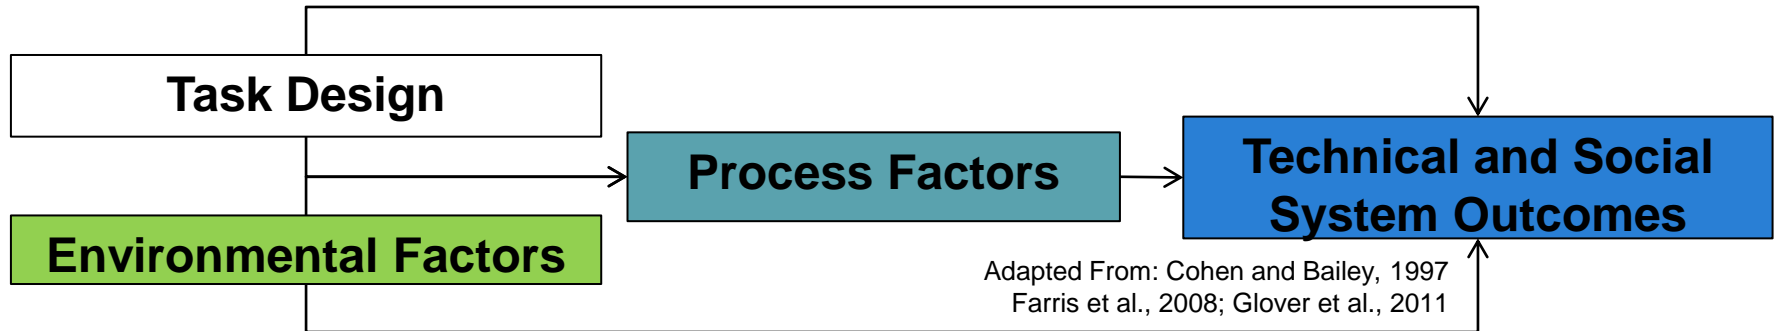 Task Design
Environmental Factors
Process Factors
Technical and Social
System Outcomes
Adapted From: Cohen and Bailey, 1997
Farris et al., 2008; Glover et al., 2011